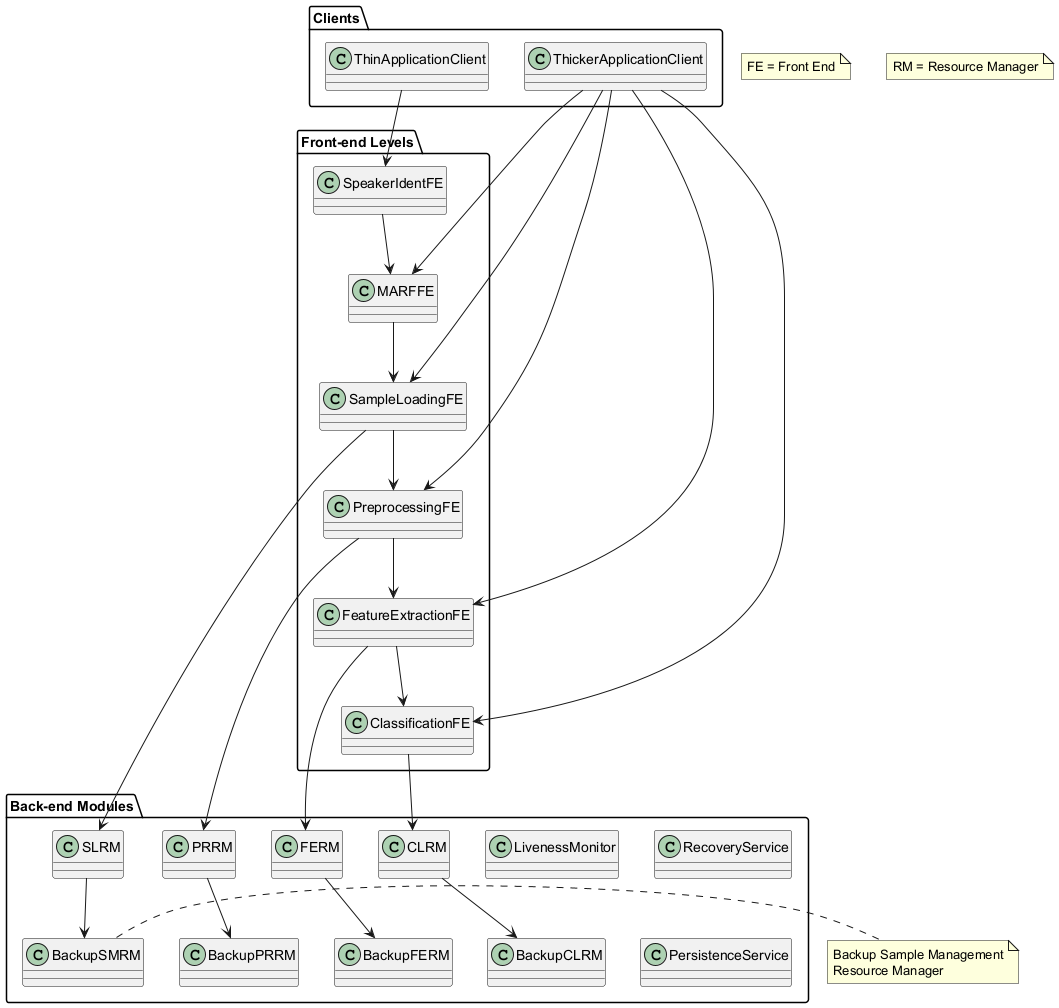 Clients
C ThinApplicationClient
C ThickerApplicationClient
FE = Front End
RM = Resource Manager
Front-end Levels
C SpeakerIdentFE
C MARFFE
C SampleLoadingFE
C PreprocessingFE
C FeatureExtractionFE
C ClassificationFE
Back-end Modules
C SLRM
C PRRM
C FERM
C CLRM
C LivenessMonitor
C RecoveryService
C BackupSMRM
C BackupPRRM
C BackupFERM
C BackupCLRM
C PersistenceService
Backup Sample Management
Resource Manager